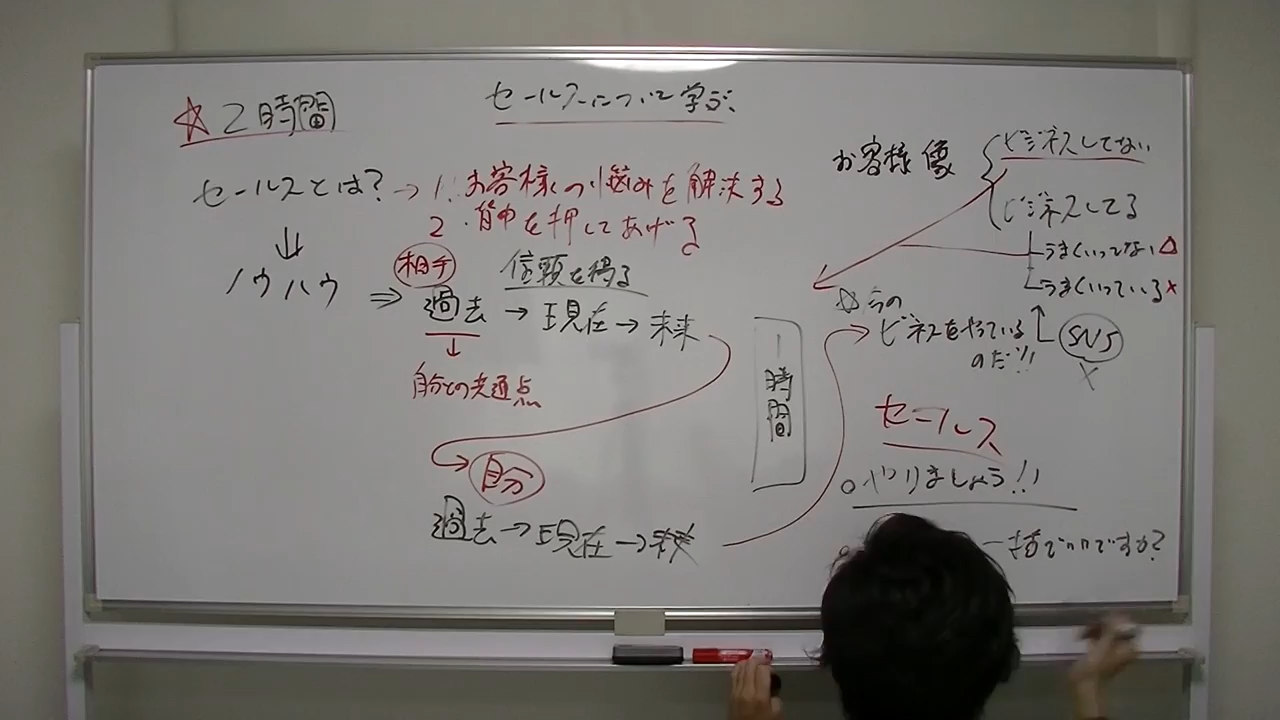 セールスについて学ぶ
☆2時間
セールスとは?→1.お客様の悩みを解決する
2.背中を押してあげる
↓
ノウハウ
⇒
相手
信頼を得る
過去→現在→未来
↓
自分との共通点
自分
過去→現在→未来
一時間
お客様像
ビジネスしてない
ビジネスしてる
うまくいってない△
うまくいっている×
☆今の
ビジネスをやっている
のだ!!
SNS
×
セールス
○やりましょう!!
一括でいいですか?